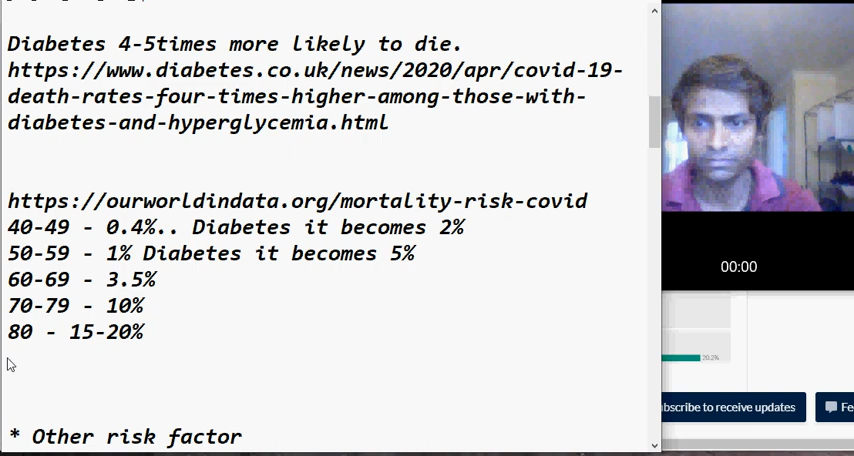 Diabetes 4-5times more likely to die.
https://www.diabetes.co.uk/news/2020/apr/covid-19-
death-rates-four-times-higher-among-those-with-
diabetes-and-hyperglycemia.html
https://ourworldindata.org/mortality-risk-covid
40-49 - 0.4%.. Diabetes it becomes 2%
50-59 - 1% Diabetes it becomes 5%
60-69 - 3.5%
70-79 - 10%
80 - 15-20%
* Other risk factor
00:00
20.2%
ubscribe to receive updates
Fe